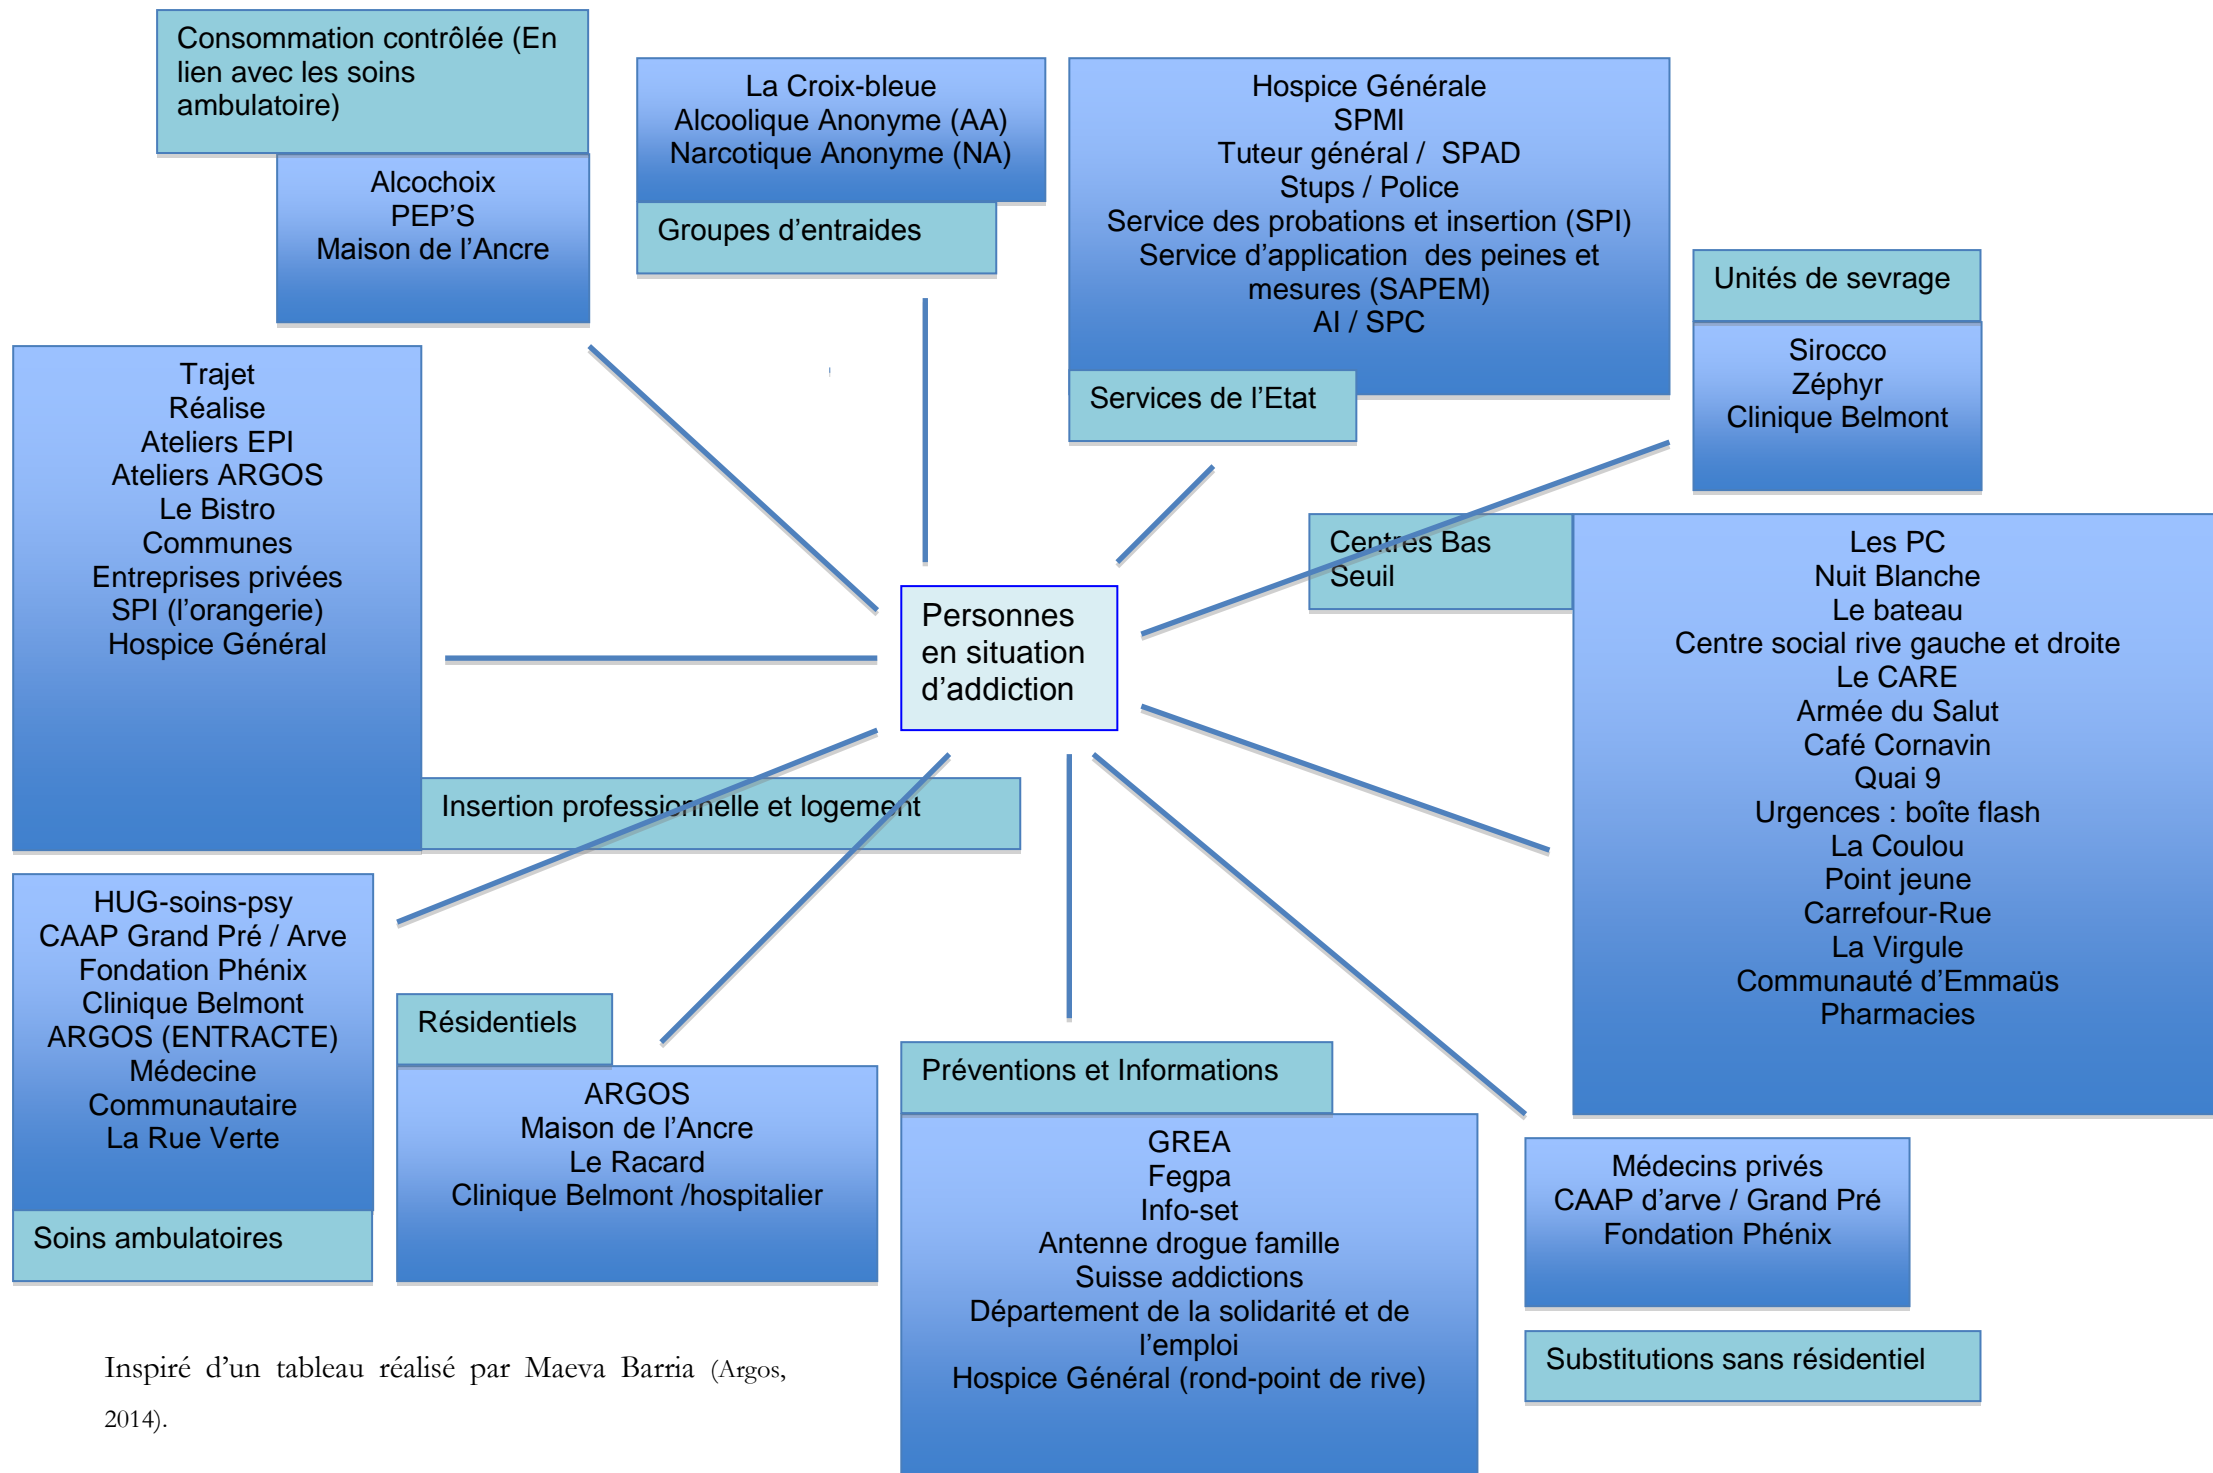 Consommation contrôlée (En
lien avec les soins
ambulatoire)
Alcochoix
PEP’S
Maison de l’Ancre
La Croix-bleue
Alcoolique Anonyme (AA)
Narcotique Anonyme (NA)
Groupes d’entraides
Hospice Générale
SPMI
Tuteur général /  SPAD
Stups / Police
Service des probations et insertion (SPI)
Service d’application  des peines et
mesures (SAPEM)
AI / SPC
Services de l’Etat
Unités de sevrage
Sirocco
Zéphyr
Clinique Belmont
Trajet
Réalise
Ateliers EPI
Ateliers ARGOS
Le Bistro
Communes
Entreprises privées
SPI (l’orangerie)
Hospice Général
Insertion professionnelle et logement
Personnes
en situation
d’addiction
Centres Bas
Seuil
Les PC
Nuit Blanche
Le bateau
Centre social rive gauche et droite
Le CARE
Armée du Salut
Café Cornavin
Quai 9
Urgences : boîte flash
La Coulou
Point jeune
Carrefour-Rue
La Virgule
Communauté d’Emmaüs
Pharmacies
HUG-soins-psy
CAAP Grand Pré / Arve
Fondation Phénix
Clinique Belmont
ARGOS (ENTRACTE)
Médecine
Communautaire
La Rue Verte
Soins ambulatoires
Résidentiels
ARGOS
Maison de l’Ancre
Le Racard
Clinique Belmont /hospitalier
Préventions et Informations
GREA
Fegpa
Info-set
Antenne drogue famille
Suisse addictions
Département de la solidarité et de
l’emploi
Hospice Général (rond-point de rive)
Médecins privés
CAAP d’arve / Grand Pré
Fondation Phénix
Substitutions sans résidentiel
Inspiré d’un tableau réalisé par Maeva Barria (Argos,
2014).